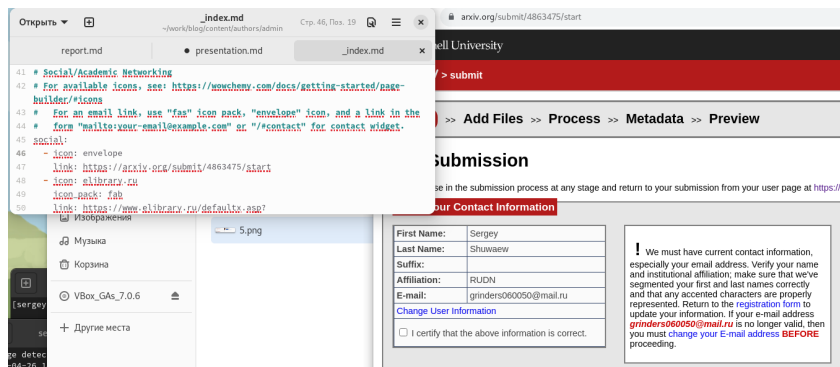 Открыть
_index.md
~/work/blog/content/authors/admin
Стр. 46, Поз. 19
report.md
presentation.md
_index.md
41 # Social/Academic Networking
42 # For available icons, see: https://wowchemy.com/docs/getting-started/page-
builder/#icons
43 #   For an email link, use "fas" icon pack, "envelope" icon, and a link in the
44 #   form "mailto:your-email@example.com" or "/#contact" for contact widget.
45 social:
46   - icon: envelope
47     link: https://arxiv.org/submit/4863475/start
48   - icon: elibrary.ru
49     icon_pack: fab
50     link: https://www.elibrary.ru/defaultx.asp?
Изображения
Музыка
Корзина
VBox_GAs_7.0.6
Другие места
5.png
[sergey
se
ge detec
-04-26 1
arxiv.org/submit/4863475/start
ell University
> submit
>> Add Files >> Process >> Metadata >> Preview
Submission
se in the submission process at any stage and return to your submission from your user page at https://
our Contact Information
First Name: Sergey
Last Name: Shuwaew
Suffix:
Affiliation: RUDN
E-mail: grinders060050@mail.ru
Change User Information
I certify that the above information is correct.
! We must have current contact information,
especially your email address. Verify your name
and institutional affiliation; make sure that we've
segmented your first and last names correctly
and that any accented characters are properly
represented. Return to the registration form to
update your information. If your e-mail address
grinders060050@mail.ru is no longer valid, then
you must change your E-mail address BEFORE
proceeding.